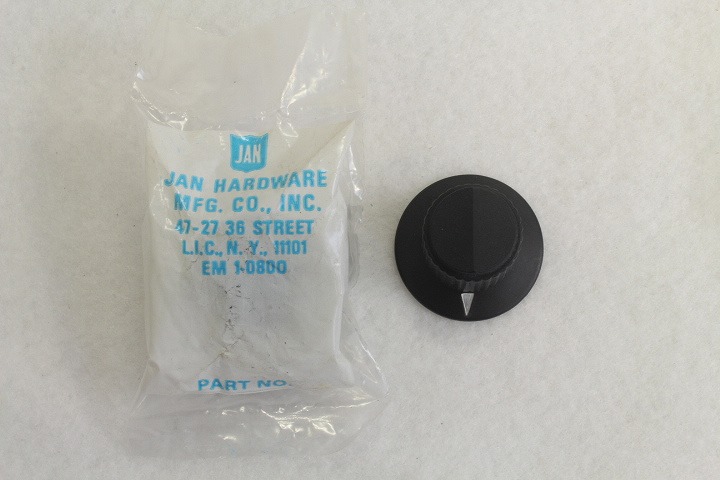 JAN
JAN HARDWARE
MFG. CO., INC.
47-27 36 STREET
L.I.C., N. Y., 11101
EM 1-0800
PART NO.